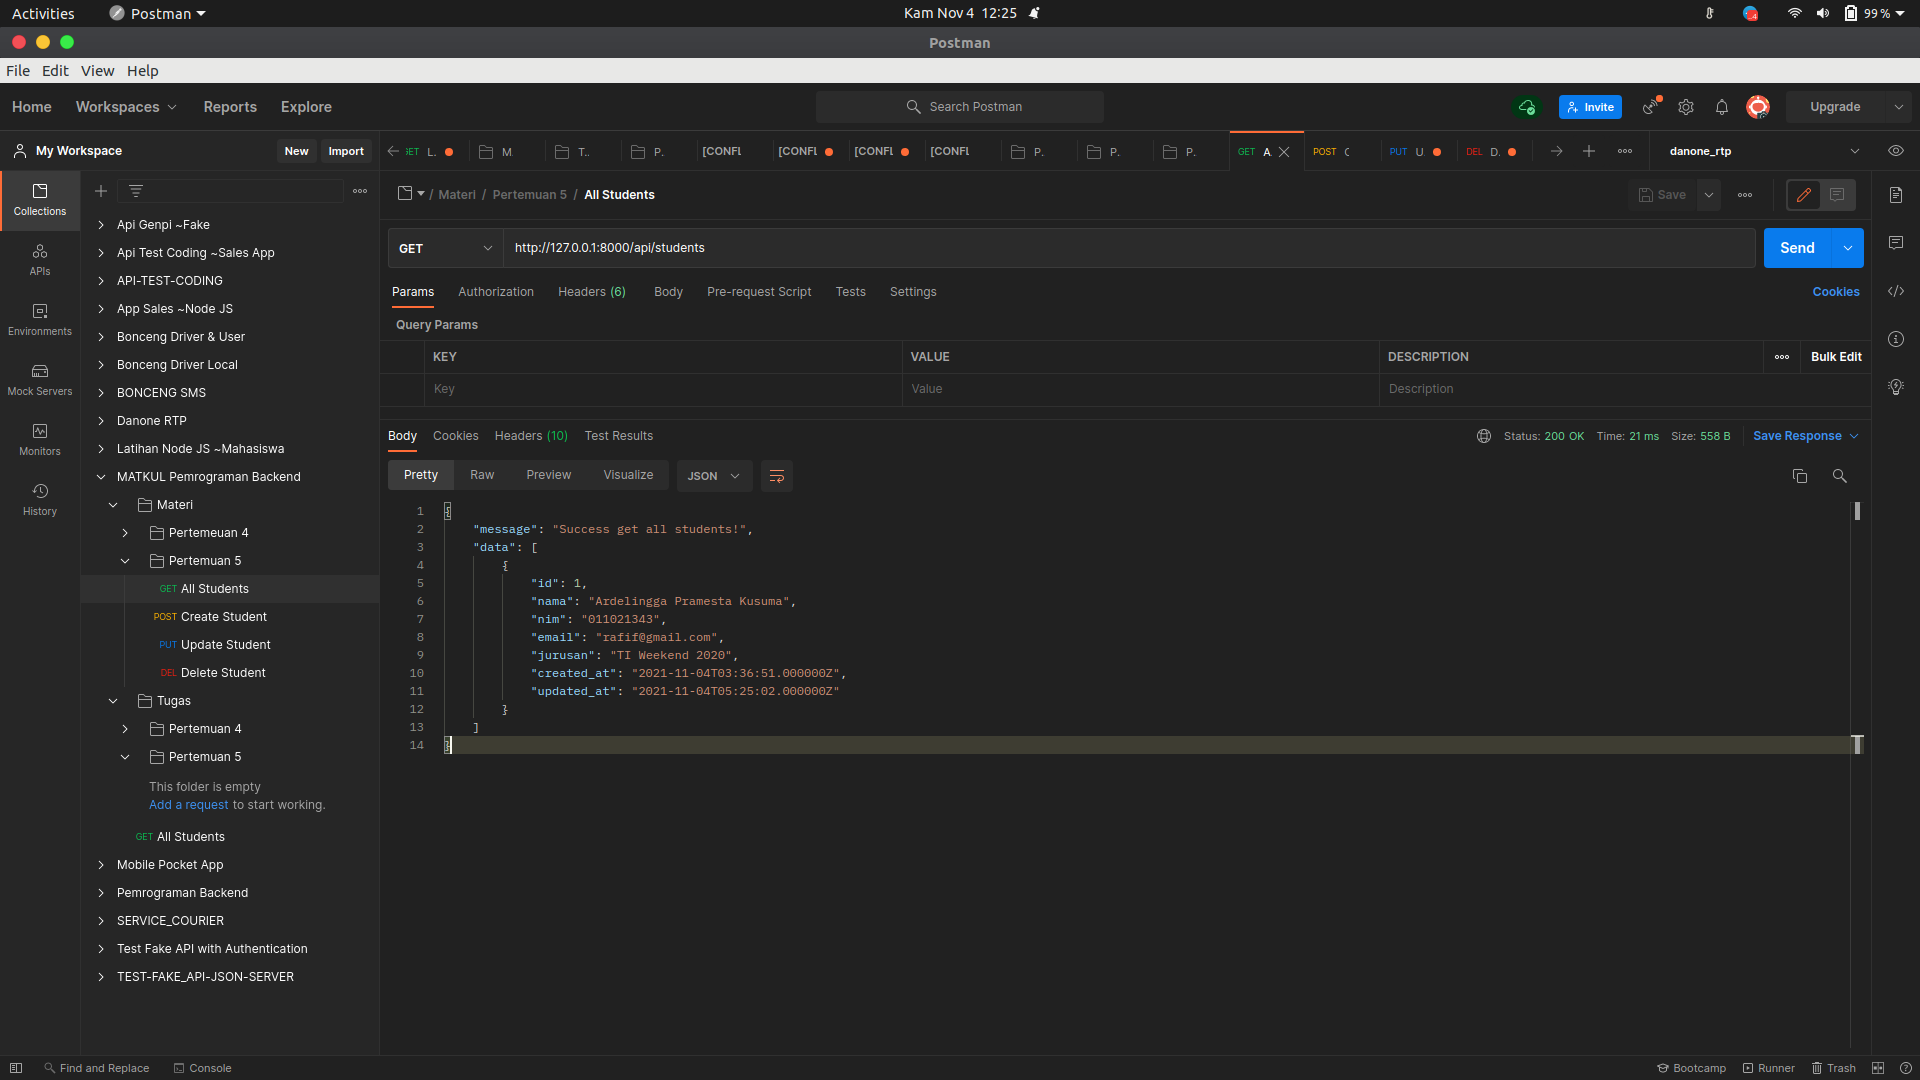 Activities Postman Kam Nov 4 12:25 99 %
Postman
File Edit View Help
Home Workspaces Reports Explore Search Postman Invite Upgrade
My Workspace New Import
GET L. M. T.. P. [CONFL [CONFL [CONFL [CONFL P. P. P. GET A. POST C PUT U. DEL D. danone_rtp
Collections
APIs
Environments
Mock Servers
Monitors
History
Api Genpi ~Fake
Api Test Coding ~Sales App
API-TEST-CODING
App Sales ~Node JS
Bonceng Driver & User
Bonceng Driver Local
BONCENG SMS
Danone RTP
Latihan Node JS ~Mahasiswa
MATKUL Pemrograman Backend
Materi
Pertemeuan 4
Pertemuan 5
GET All Students
POST Create Student
PUT Update Student
DEL Delete Student
Tugas
Pertemuan 4
Pertemuan 5
This folder is empty
Add a request to start working.
GET All Students
Mobile Pocket App
Pemrograman Backend
SERVICE_COURIER
Test Fake API with Authentication
TEST-FAKE_API-JSON-SERVER
/ Materi / Pertemuan 5 / All Students Save
GET http://127.0.0.1:8000/api/students Send
Params Authorization Headers (6) Body Pre-request Script Tests Settings Cookies
Query Params
KEY VALUE DESCRIPTION Bulk Edit
Key Value Description
Body Cookies Headers (10) Test Results Status: 200 OK Time: 21 ms Size: 558 B Save Response
Pretty Raw Preview Visualize JSON
1 {
2 "message": "Success get all students!",
3 "data": [
4 {
5 "id": 1,
6 "nama": "Ardelingga Pramesta Kusuma",
7 "nim": "011021343",
8 "email": "rafif@gmail.com",
9 "jurusan": "TI Weekend 2020",
10 "created_at": "2021-11-04T03:36:51.000000Z",
11 "updated_at": "2021-11-04T05:25:02.000000Z"
12 }
13 ]
14 }
Find and Replace Console Bootcamp Runner Trash